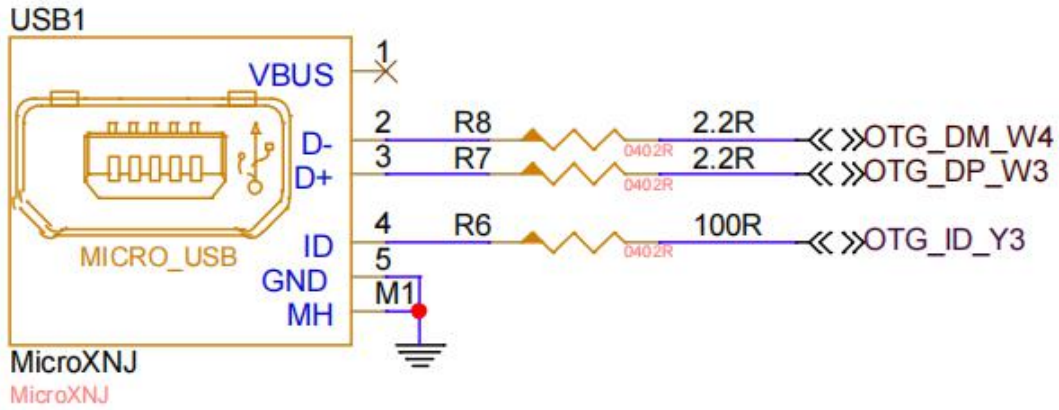 USB1
VBUS 1
D- 2 R8 0402R 2.2R OTG_DM_W4
D+ 3 R7 0402R 2.2R OTG_DP_W3
ID 4 R6 0402R 100R OTG_ID_Y3
MICRO_USB
GND 5
MH M1
MicroXNJ
MicroXNJ